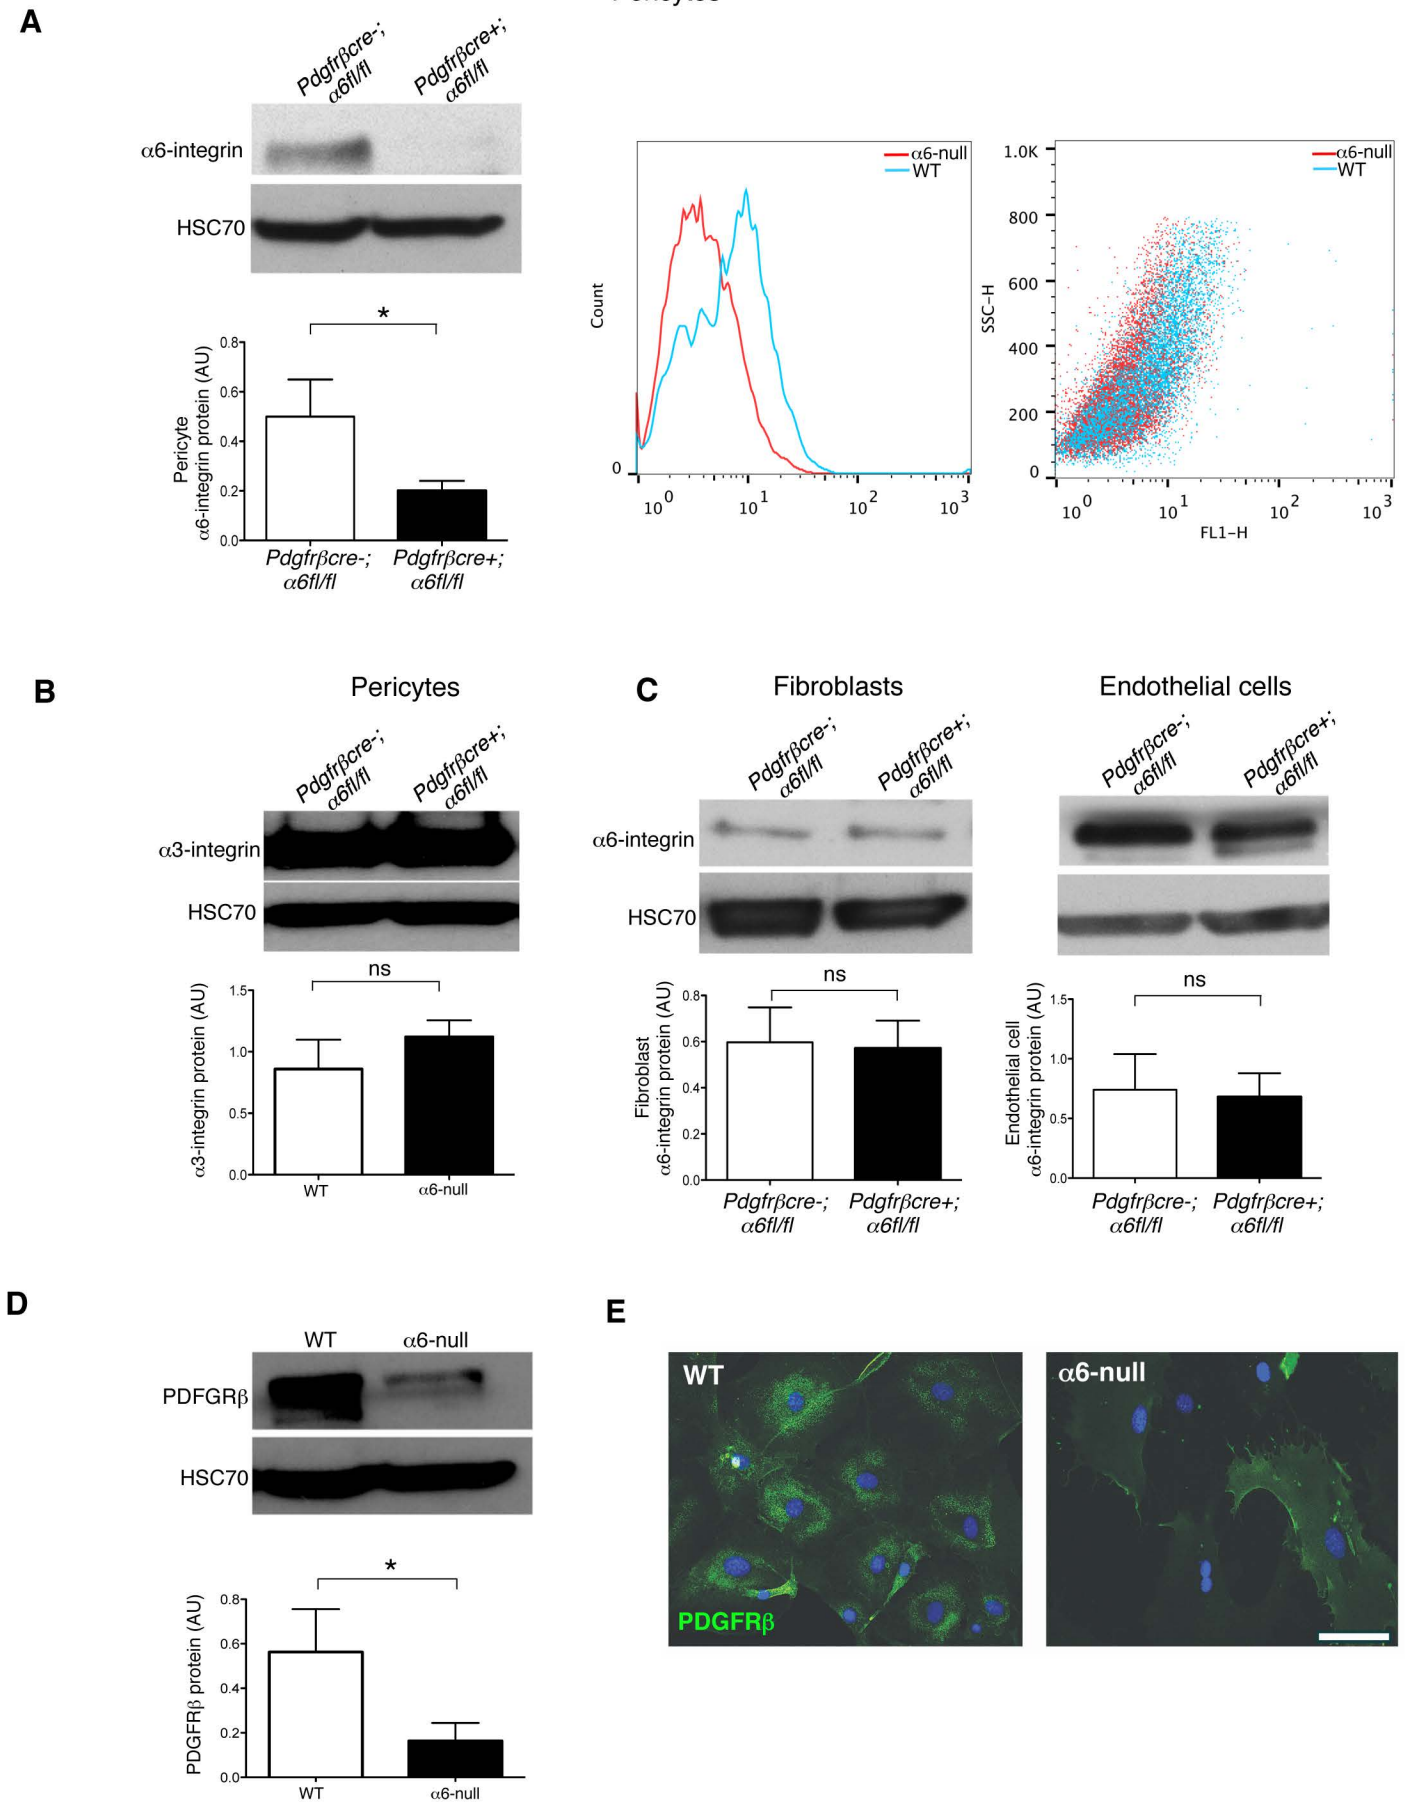 A
Pdgfrβcre-;
α6fl/fl
Pdgfrβcre+;
α6fl/fl
α6-integrin
HSC70
*
Pericyte
α6-integrin protein (AU)
0.8
0.6
0.4
0.2
0.0
Pdgfrβcre-;
α6fl/fl
Pdgfrβcre+;
α6fl/fl
α6-null
WT
Count
0
10^0
10^1
10^2
10^3
α6-null
WT
SSC-H
1.0K
800
600
400
200
0
10^0
10^1
10^2
10^3
FL1-H
B
Pericytes
Pdgfrβcre-;
α6fl/fl
Pdgfrβcre+;
α6fl/fl
α3-integrin
HSC70
ns
α3-integrin protein (AU)
1.5
1.0
0.5
0.0
WT
α6-null
C
Fibroblasts
Pdgfrβcre-;
α6fl/fl
Pdgfrβcre+;
α6fl/fl
α6-integrin
HSC70
ns
Fibroblast
α6-integrin protein (AU)
0.8
0.6
0.4
0.2
0.0
Pdgfrβcre-;
α6fl/fl
Pdgfrβcre+;
α6fl/fl
Endothelial cells
Pdgfrβcre-;
α6fl/fl
Pdgfrβcre+;
α6fl/fl
ns
Endothelial cell
α6-integrin protein (AU)
1.5
1.0
0.5
0.0
Pdgfrβcre-;
α6fl/fl
Pdgfrβcre+;
α6fl/fl
D
WT
α6-null
PDFGRβ
HSC70
*
PDGFRβ protein (AU)
0.8
0.6
0.4
0.2
0.0
WT
α6-null
E
WT
PDGFRβ
α6-null